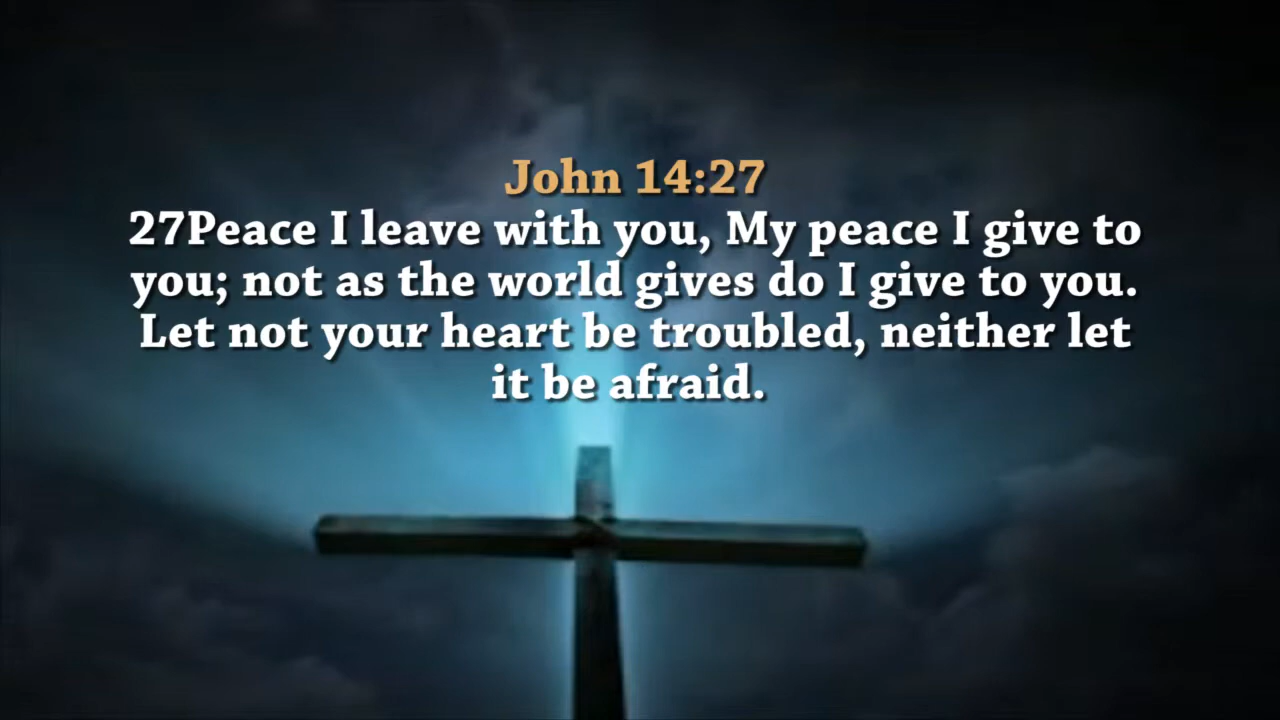 John 14:27
27Peace I leave with you, My peace I give to
you; not as the world gives do I give to you.
Let not your heart be troubled, neither let
it be afraid.